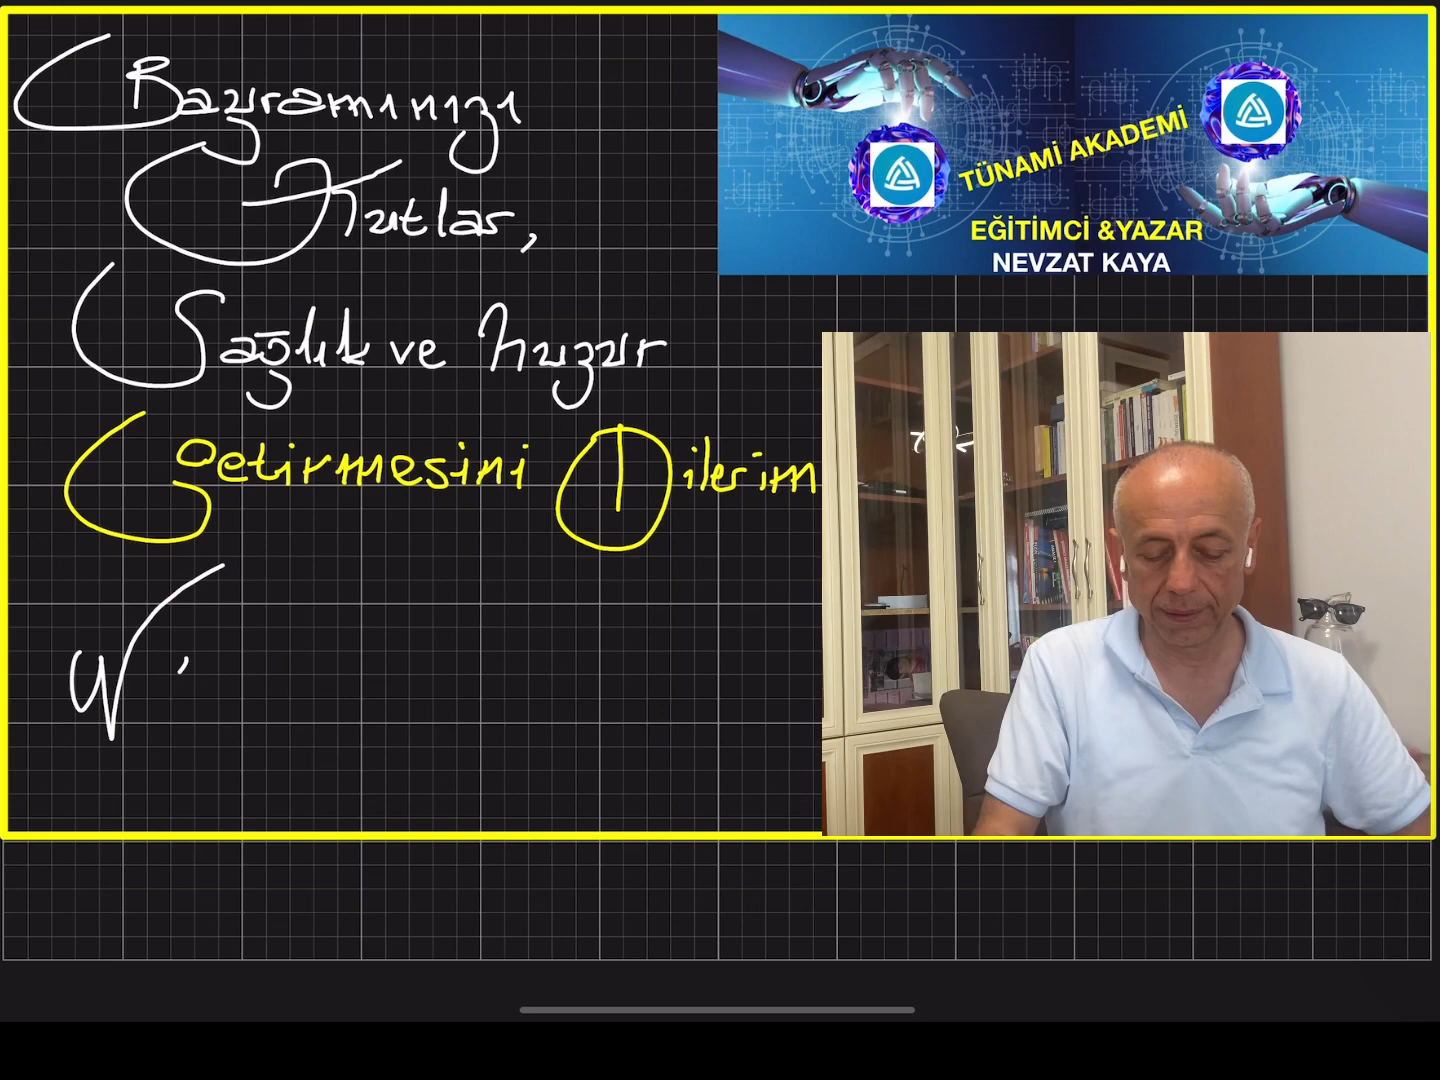 Bayramınızı
Kutlar,
Sağlık ve huzur
getirmesini Dilerim
TÜNAMİ AKADEMİ
EĞİTİMCİ &YAZAR
NEVZAT KAYA